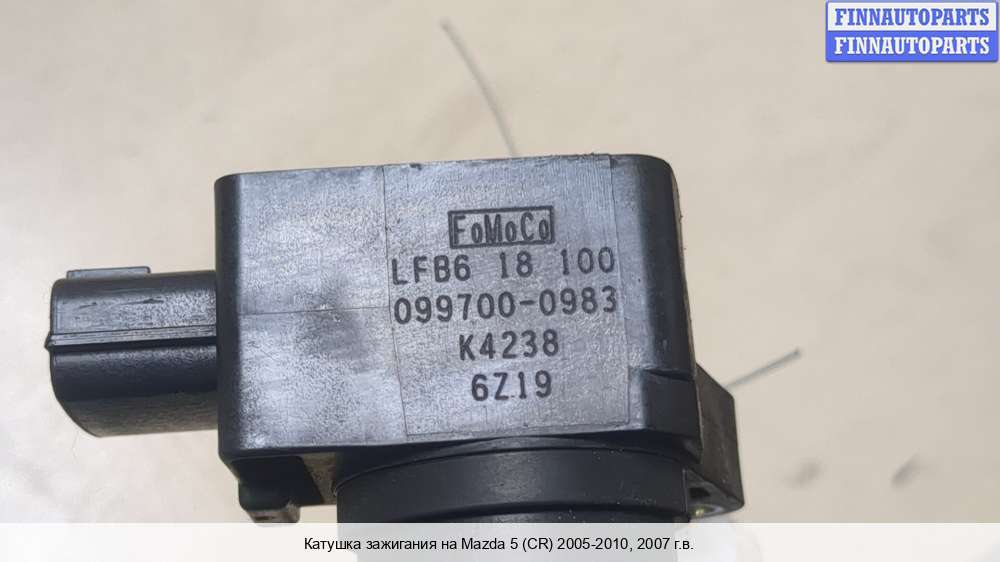 FINNAUTOPARTS
FINNAUTOPARTS
FoMoCo
LFB6 18 100
099700-0983
K4238
6Z19
Катушка зажигания на Mazda 5 (CR) 2005-2010, 2007 г.в.